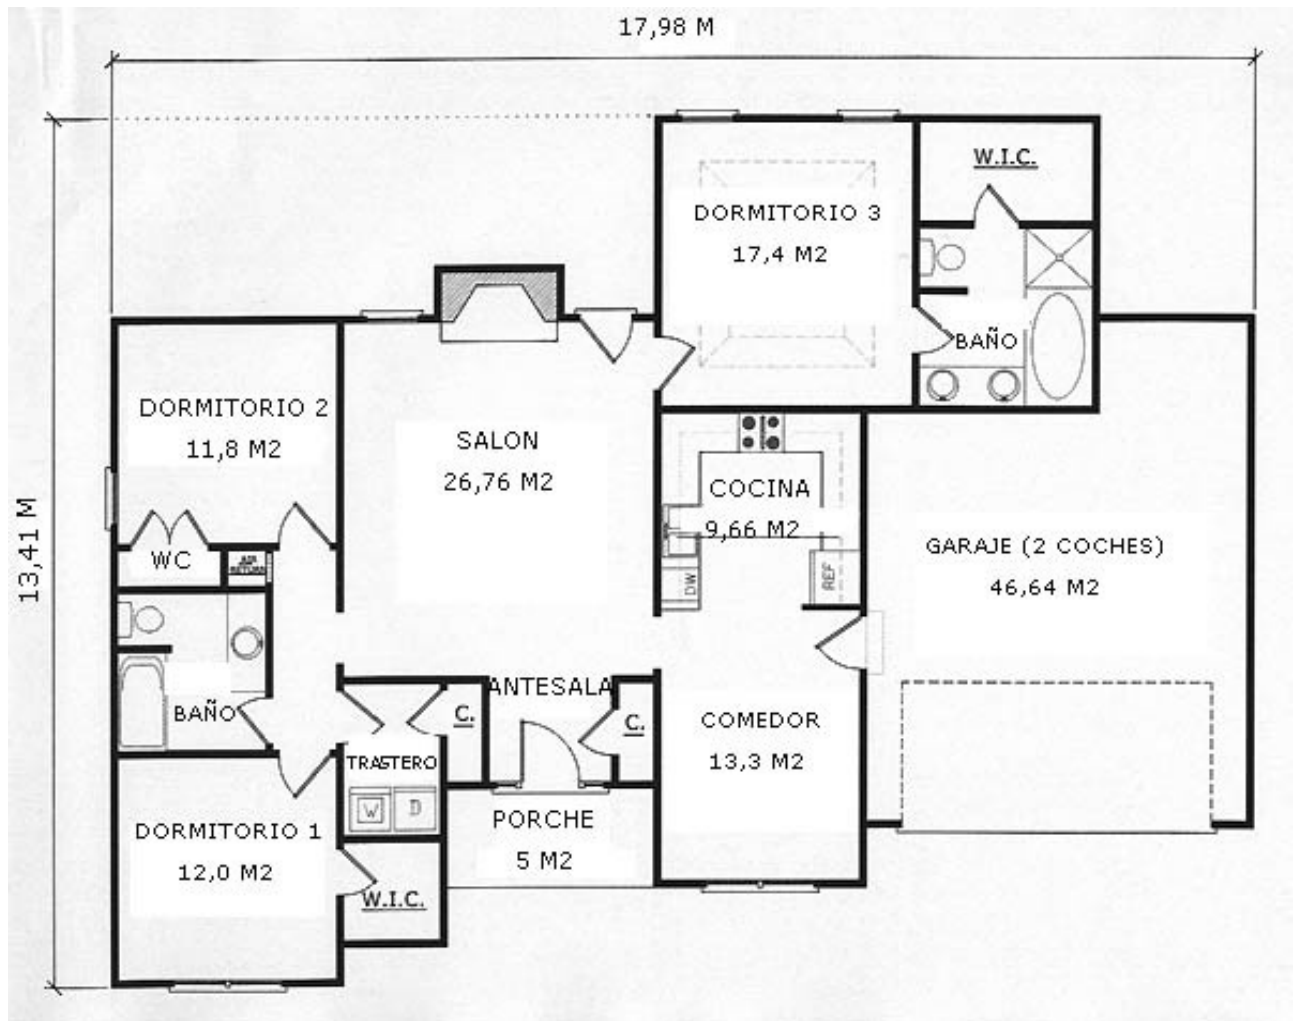 17,98 M
W.I.C.
DORMITORIO 3
17,4 M2
BAÑO
DORMITORIO 2
11,8 M2
SALON
26,76 M2
COCINA
9,66 M2
13,41 M
GARAJE (2 COCHES)
46,64 M2
WC
AIR
RETURN
DW
REF
ANTESALA
BAÑO
C.
C.
COMEDOR
13,3 M2
TRASTERO
W
D
PORCHE
5 M2
DORMITORIO 1
12,0 M2
W.I.C.